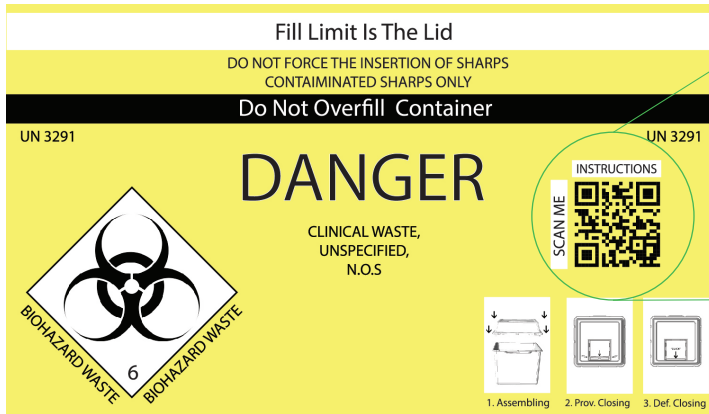 Fill Limit Is The Lid
DO NOT FORCE THE INSERTION OF SHARPS
CONTAIMINATED SHARPS ONLY
Do Not Overfill Container
UN 3291
UN 3291
DANGER
INSTRUCTIONS
SCAN ME
CLINICAL WASTE,
UNSPECIFIED,
N.O.S
BIOHAZARD WASTE
6
BIOHAZARD WASTE
1. Assembling
2. Prov. Closing
3. Def. Closing